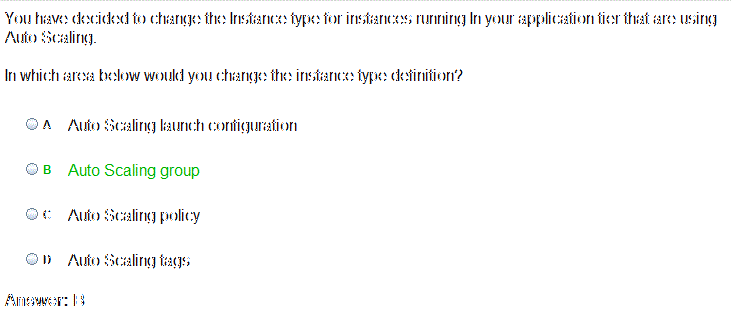 You have decided to change the Instance type for instances running In your application tier that are using
Auto Scaling.
In which area below would you change the instance type definition?
A Auto Scaling launch configuration
B Auto Scaling group
C Auto Scaling policy
D Auto Scaling tags
Answer: B